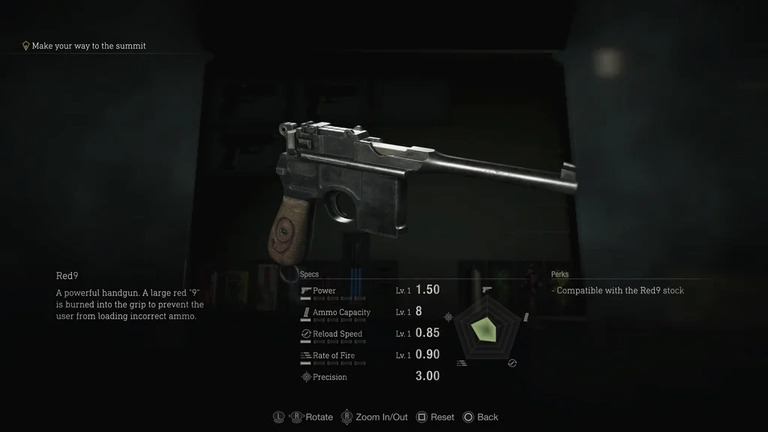 Make your way to the summit
Red9
A powerful handgun. A large red "9"
is burned into the grip to prevent the
user from loading incorrect ammo.
Specs
Power Lv. 1 1.50
Ammo Capacity Lv. 1 8
Reload Speed Lv. 1 0.85
Rate of Fire Lv. 1 0.90
Precision 3.00
Perks
- Compatible with the Red9 stock
L R Rotate R Zoom In/Out Reset Back